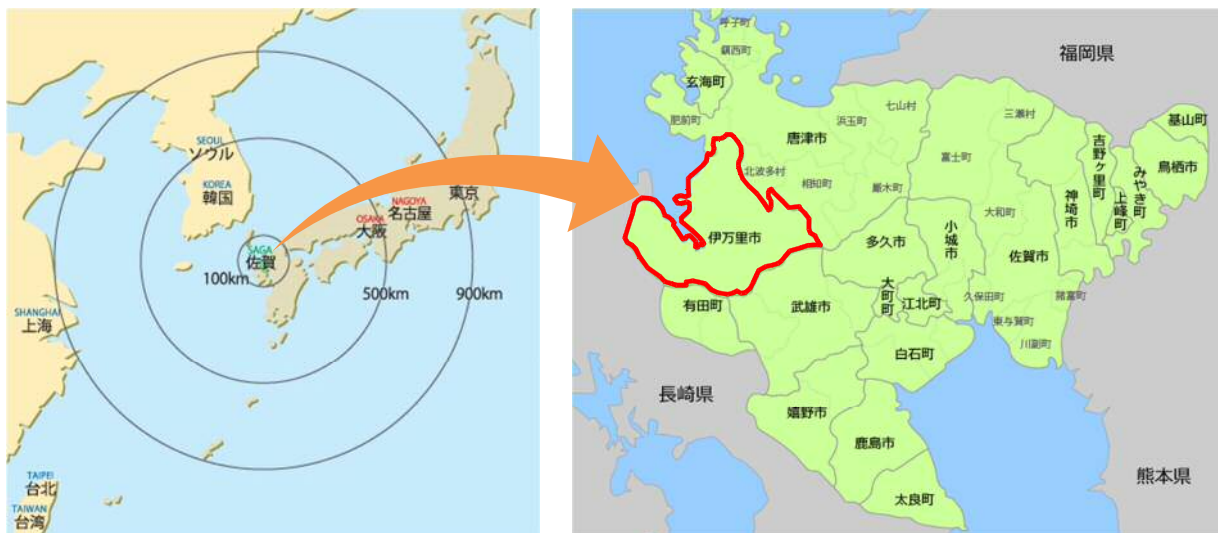 SEOUL
ソウル
KOREA
韓国
東京
NAGOYA
名古屋
OSAKA
大阪
SAGA
佐賀
100km
500km
900km
SHANGHAI
上海
TAIPEI
台北
TAIWAN
台湾
呼子町
鎮西町
玄海町
肥前町
福岡県
七山村
浜玉町
唐津市
三瀬村
基山町
鳥栖市
吉野ヶ里町
みやき町
上峰町
神埼市
富士町
北波多村
相知町
厳木町
伊万里市
多久市
小城市
大和町
佐賀市
有田町
武雄市
大町町
江北町
久保田町
諸富町
東与賀町
川副町
白石町
長崎県
嬉野市
鹿島市
太良町
熊本県